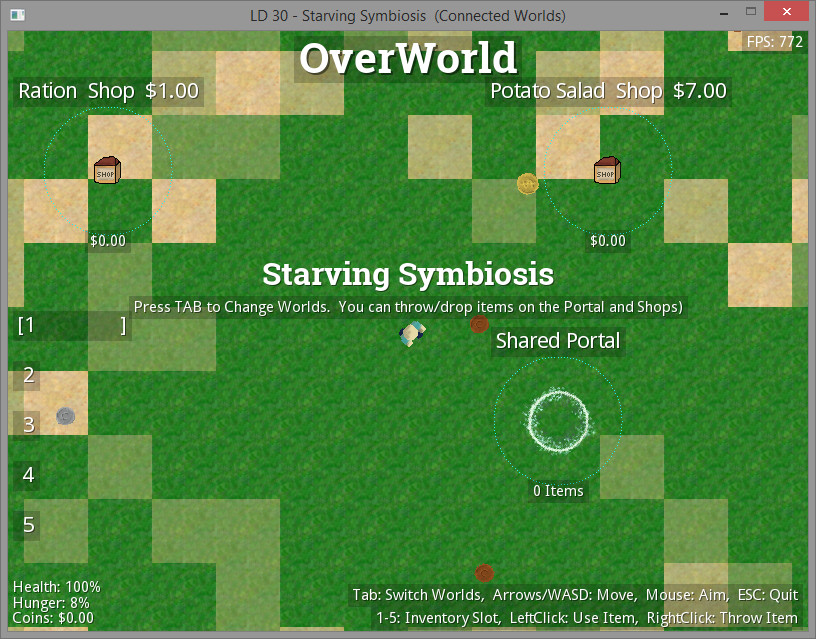 LD 30 - Starving Symbiosis (Connected Worlds)
FPS: 772
OverWorld
Ration Shop $1.00
Potato Salad Shop $7.00
SHOP
SHOP
$0.00
$0.00
Starving Symbiosis
Press TAB to Change Worlds. You can throw/drop items on the Portal and Shops)
[1 ]
Shared Portal
2
3
4
0 Items
5
Health: 100%
Hunger: 8%
Coins: $0.00
Tab: Switch Worlds, Arrows/WASD: Move, Mouse: Aim, ESC: Quit
1-5: Inventory Slot, LeftClick: Use Item, RightClick: Throw Item